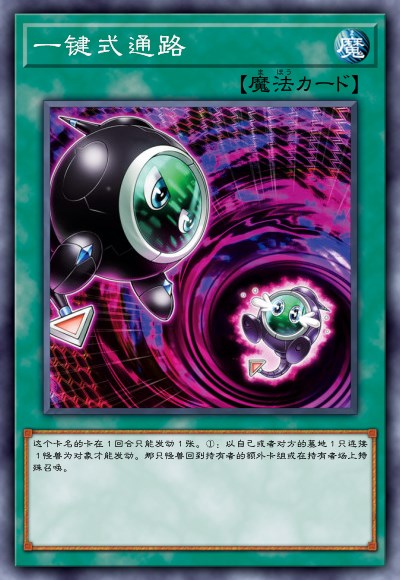 一键式通路
魔
【魔法カード】
ま ほう
这个卡名的卡在1回合只能发动1张。①：以自己或者对方的墓地1只连接
1怪兽为对象才能发动。那只怪兽回到持有者的额外卡组或在持有者场上特
殊召唤。